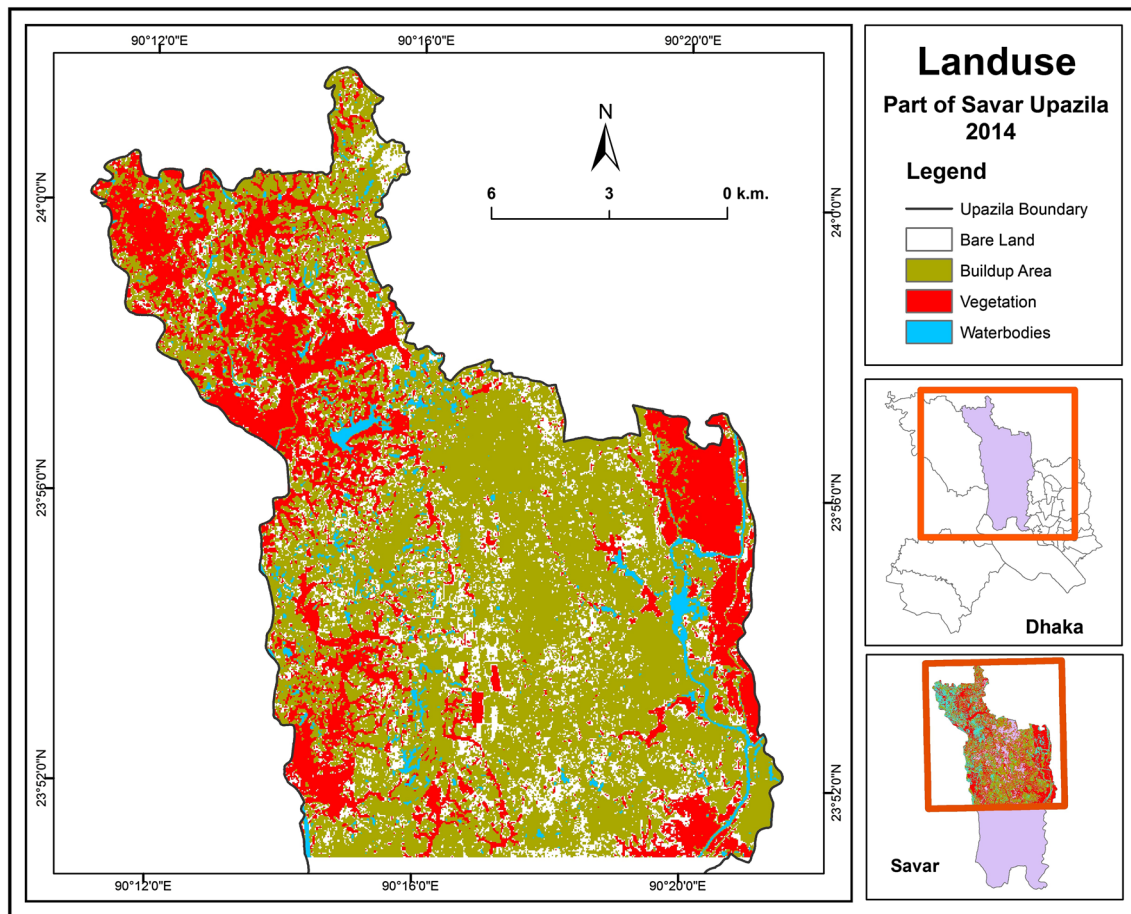 90°12'0"E
90°16'0"E
90°20'0"E
N
6
3
0 k.m.
24°0'0"N
24°0'0"N
23°56'0"N
23°56'0"N
23°52'0"N
23°52'0"N
90°12'0"E
90°16'0"E
90°20'0"E
Landuse
Part of Savar Upazila
2014
Legend
Upazila Boundary
Bare Land
Buildup Area
Vegetation
Waterbodies
Dhaka
Savar